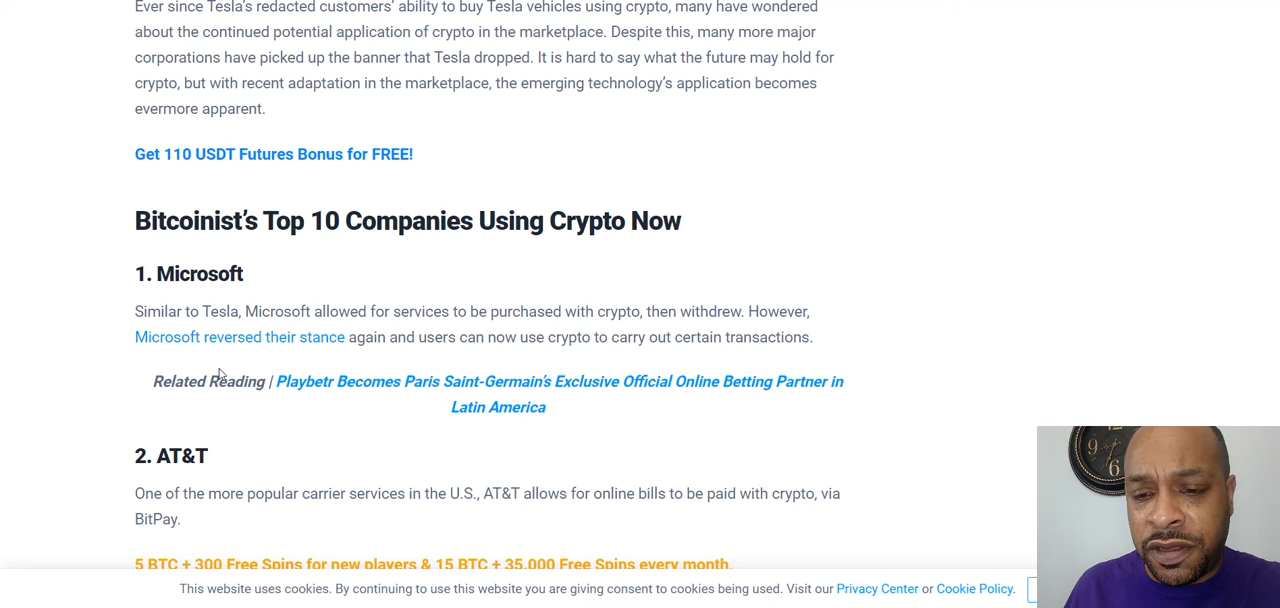 Ever since Tesla's redacted customers' ability to buy Tesla vehicles using crypto, many have wondered
about the continued potential application of crypto in the marketplace. Despite this, many more major
corporations have picked up the banner that Tesla dropped. It is hard to say what the future may hold for
crypto, but with recent adaptation in the marketplace, the emerging technology's application becomes
evermore apparent.
Get 110 USDT Futures Bonus for FREE!
Bitcoinist's Top 10 Companies Using Crypto Now
1. Microsoft
Similar to Tesla, Microsoft allowed for services to be purchased with crypto, then withdrew. However,
Microsoft reversed their stance again and users can now use crypto to carry out certain transactions.
Related Reading | Playbetr Becomes Paris Saint-Germain's Exclusive Official Online Betting Partner in
Latin America
2. AT&T
One of the more popular carrier services in the U.S., AT&T allows for online bills to be paid with crypto, via
BitPay.
5 BTC + 300 Free Spins for new players & 15 BTC + 35.000 Free Spins every month.
This website uses cookies. By continuing to use this website you are giving consent to cookies being used. Visit our Privacy Center or Cookie Policy.
12
9
6